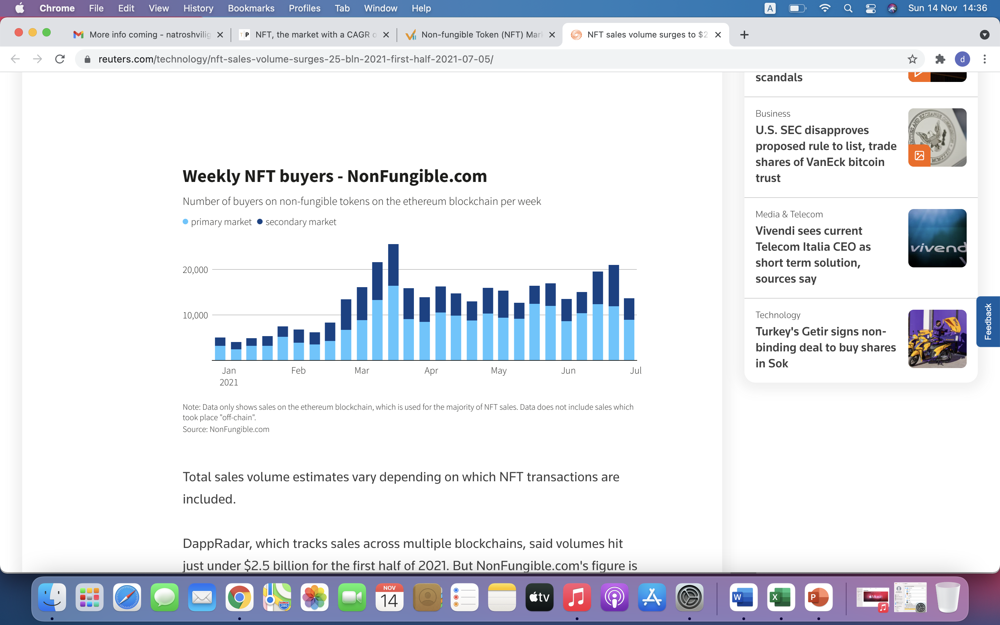 Chrome File Edit View History Bookmarks Profiles Tab Window Help
A
Sun 14 Nov 14:36
More info coming - natroshvilig
T P
NFT, the market with a CAGR o
Non-fungible Token (NFT) Mar
NFT sales volume surges to $2
reuters.com/technology/nft-sales-volume-surges-25-bln-2021-first-half-2021-07-05/
d
Weekly NFT buyers - NonFungible.com
Number of buyers on non-fungible tokens on the ethereum blockchain per week
primary market secondary market
20,000
10,000
Jan Feb Mar Apr May Jun Jul
2021
Note: Data only shows sales on the ethereum blockchain, which is used for the majority of NFT sales. Data does not include sales which
took place "off-chain".
Source: NonFungible.com
Total sales volume estimates vary depending on which NFT transactions are
included.
DappRadar, which tracks sales across multiple blockchains, said volumes hit
just under $2.5 billion for the first half of 2021. But NonFungible.com's figure is
scandals
Business
U.S. SEC disapproves
proposed rule to list, trade
shares of VanEck bitcoin
trust
Media & Telecom
Vivendi sees current
Telecom Italia CEO as
short term solution,
sources say
vivend
Technology
Turkey's Getir signs non-
binding deal to buy shares
in Sok
getir
Feedback
280
NOV
14
tv
W
X
P
Music